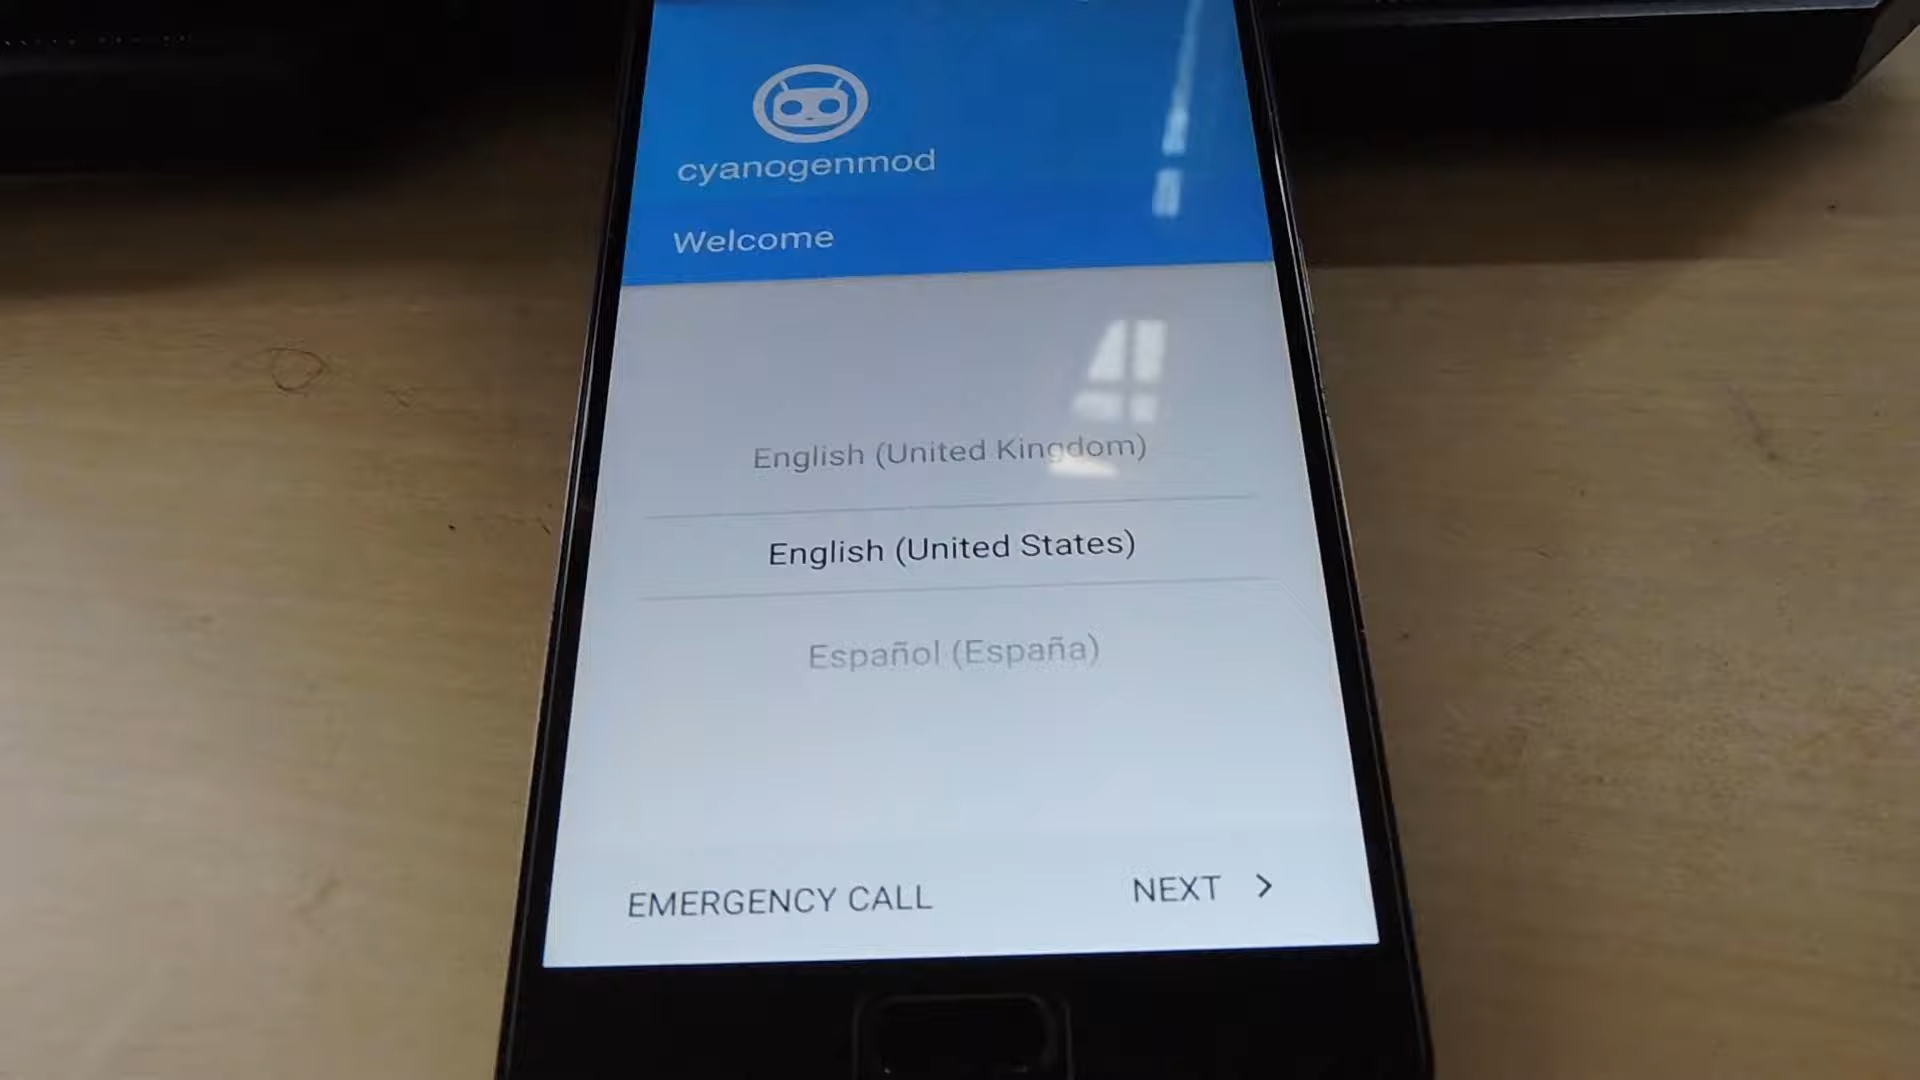 cyanogenmod
Welcome
English (United Kingdom)
English (United States)
Español (España)
EMERGENCY CALL
NEXT >